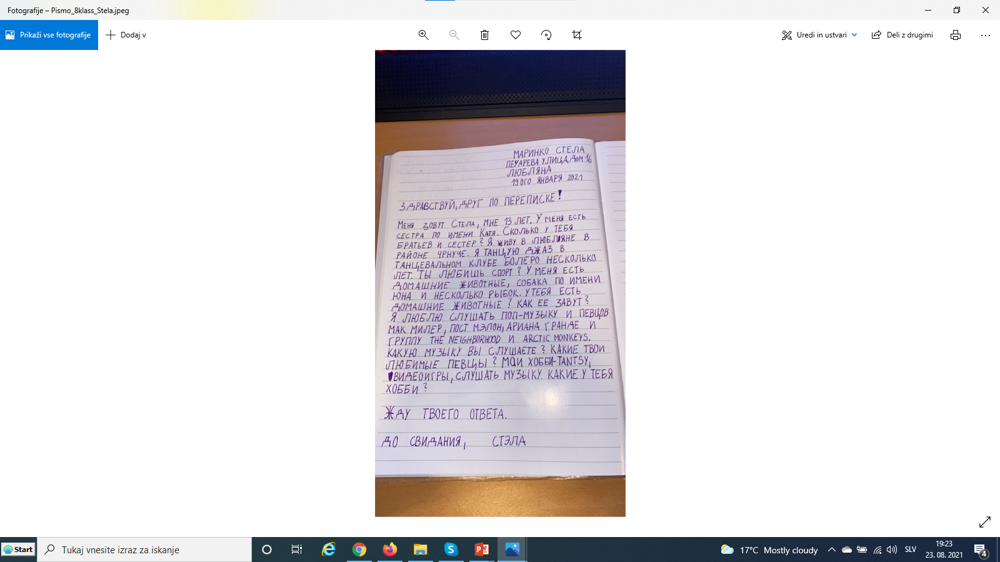 Fotografije – Pismo_8klass_Stela.jpeg
Prikaži vse fotografije
Dodaj v
Uredi in ustvari
Deli z drugimi
МАРИНКО СТЕЛА
ПЕЧАРЕВА УЛИЦА, ДОМ 16
ЛЮБЛЯНА
19ОГО ЯНВАРЯ 2021
ЗДРАВСТВУЙ, ДРУГ ПО ПЕРЕПИСКЕ!
МЕНЯ ЗОВУТ СТЕЛА, МНЕ 13 ЛЕТ. У МЕНЯ ЕСТЬ
СЕСТРА ПО ИМЕНИ КАТЯ. СКОЛЬКО У ТЕБЯ
БРАТЬЕВ И СЕСТЕР? Я ЖИВУ В ЛЮБЛЯНЕ В
РАЙОНЕ ЧРНУЧЕ. Я ТАНЦУЮ ДЖАЗ В
ТАНЦЕВАЛЬНОМ КЛУБЕ БОЛЕРО НЕСКОЛЬКО
ЛЕТ. ТЫ ЛЮБИШЬ СПОРТ? У МЕНЯ ЕСТЬ
ДОМАШНИЕ ЖИВОТНЫЕ, СОБАКА ПО ИМЕНИ
ЮНА И НЕСКОЛЬКО РЫБОК. У ТЕБЯ ЕСТЬ
ДОМАШНИЕ ЖИВОТНЫЕ? КАК ЕЕ ЗАВУТ?
Я ЛЮБЛЮ СЛУШАТЬ ПОП-МУЗЫКУ И ПЕВЦОВ
МАК МИЛЕР, ПОСТ МЭЛОН, АРИАНА ГРАНДЕ И
ГРУППУ THE NEIGHBORHOOD И ARCTIC MONKEYS.
КАКУЮ МУЗЫКУ ВЫ СЛУШАЕТЕ? КАКИЕ ТВОИ
ЛЮБИМЫЕ ПЕВЦЫ? МОИ ХОББИ-TANTSY,
ВИДЕОИГРЫ, СЛУШАТЬ МУЗЫКУ. КАКИЕ У ТЕБЯ
ХОББИ?
ЖДУ ТВОЕГО ОТВЕТА.
ДО СВИДАНИЯ, СТЭЛА
Start
Tukaj vnesite izraz za iskanje
17°C Mostly cloudy
SLV
19:23
23. 08. 2021
4